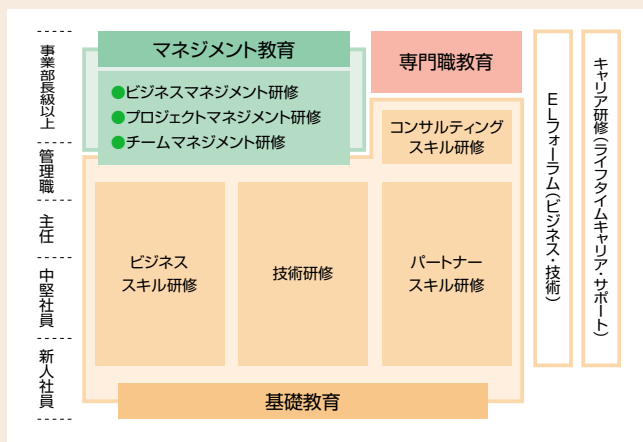 事業部長級以上
管理職
主任
中堅社員
新人社員
マネジメント教育
●ビジネスマネジメント研修
●プロジェクトマネジメント研修
●チームマネジメント研修
専門職教育
コンサルティング
スキル研修
ビジネス
スキル研修
技術研修
パートナー
スキル研修
基礎教育
ELフォーラム(ビジネス・技術)
キャリア研修(ライフタイムキャリア・サポート)